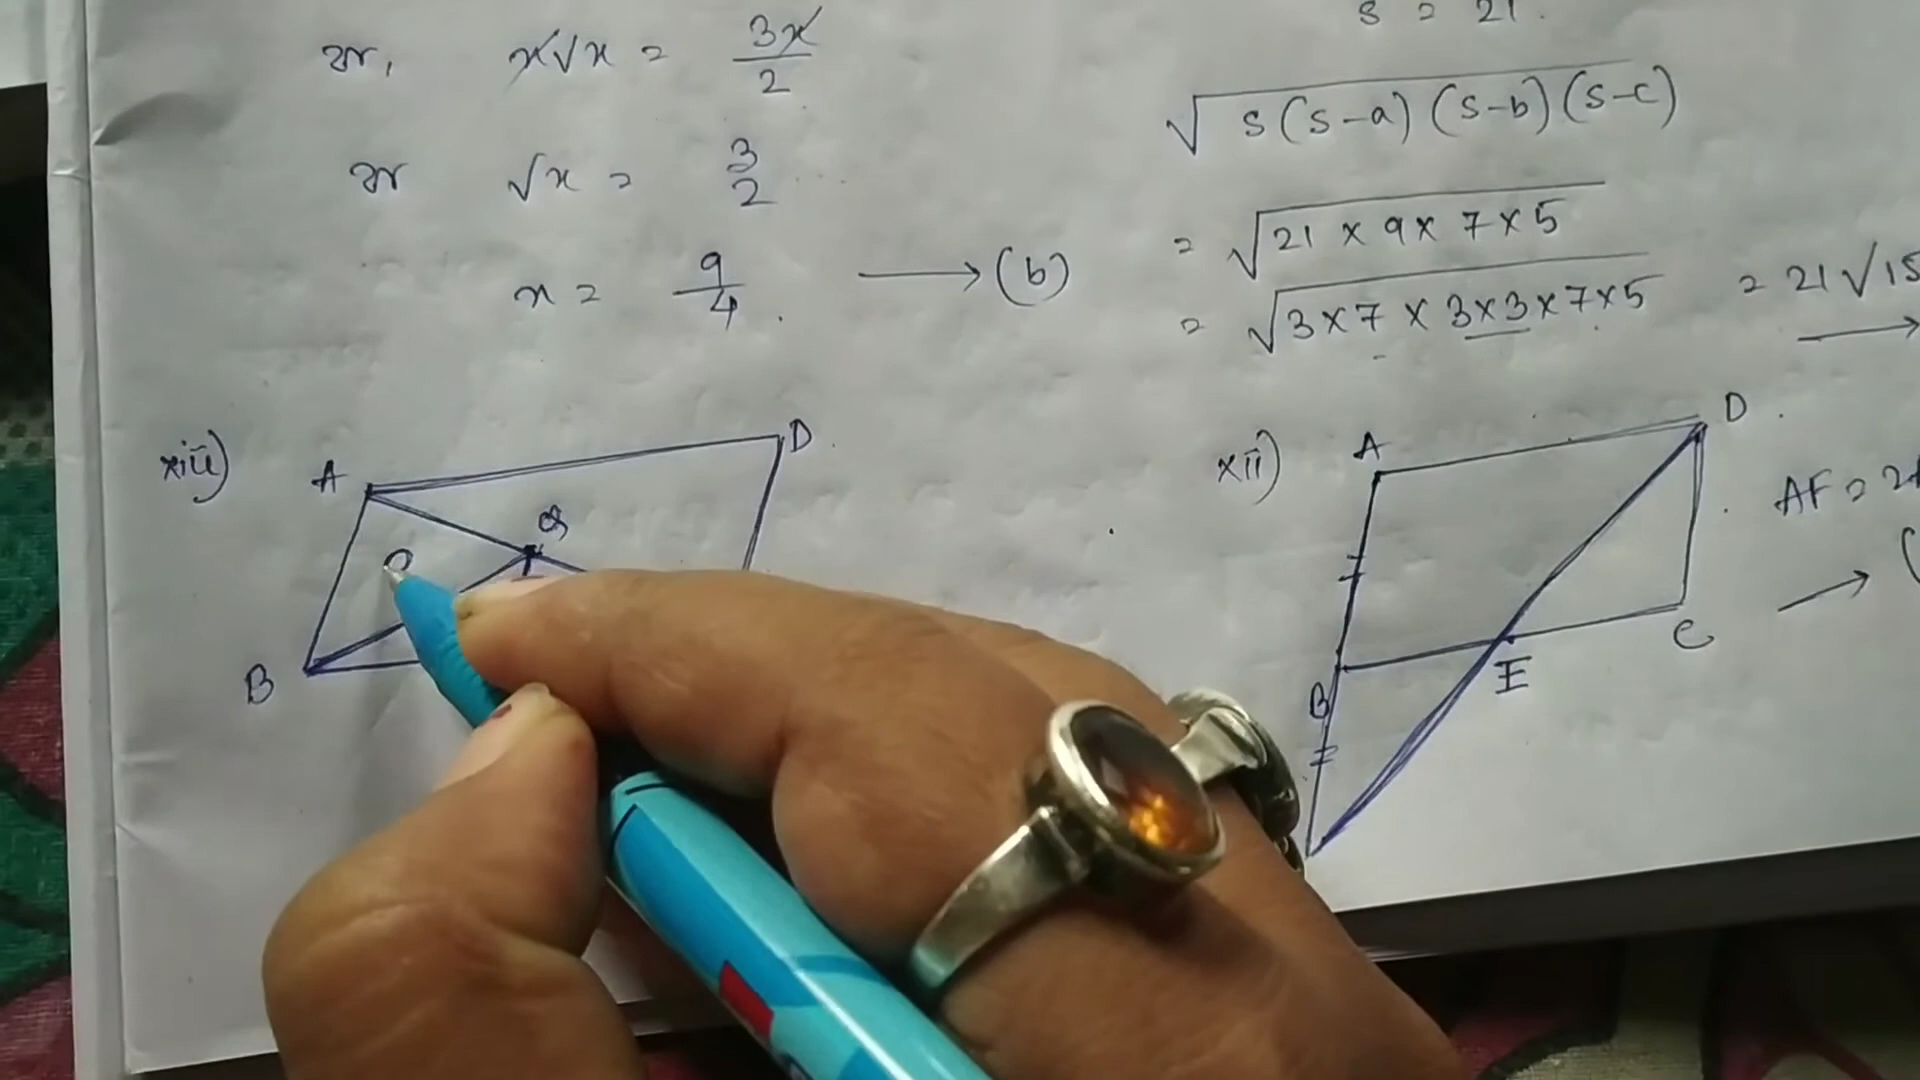 বা, x√x = 3x/2
বা √x = 3/2
x = 9/4 . → (b)
s = 21.
√s(s-a)(s-b)(s-c)
= √21 × 9 × 7 × 5
= √3×7 × 3×3×7×5 = 21√15
→
xiii)
A
D
Q
B
xii)
A
D
B
E
C
AF = 2A
→ (